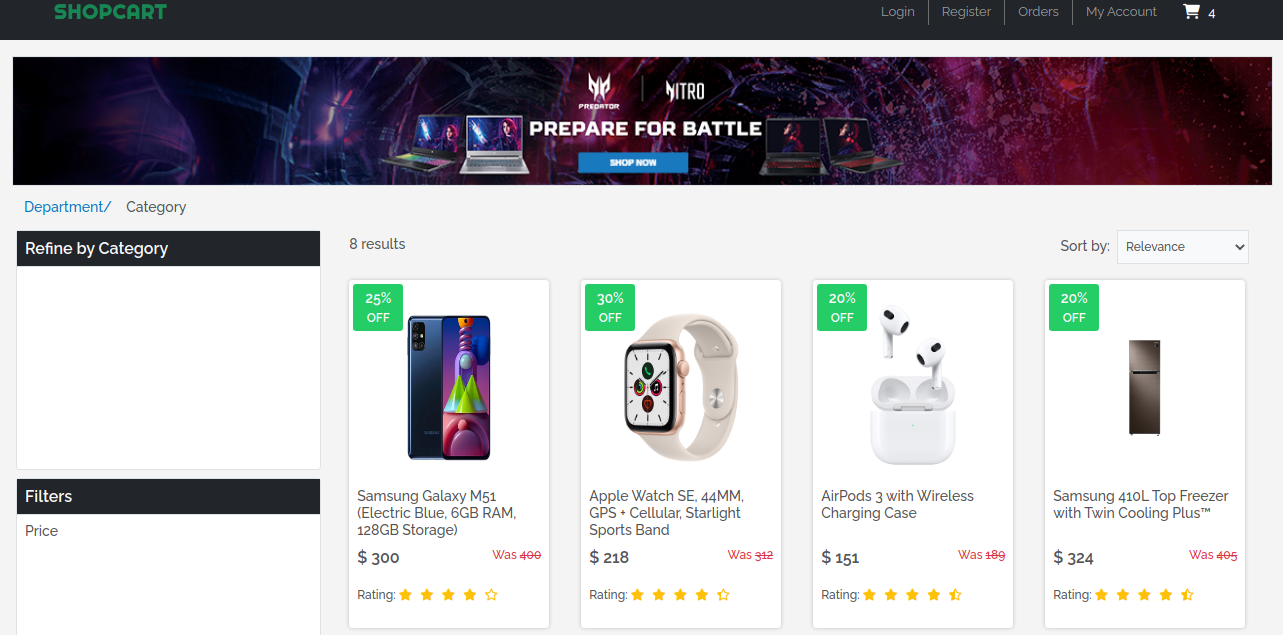 SHOPCART
Login
Register
Orders
My Account
4
PREDATOR
NITRO
PREPARE FOR BATTLE
SHOP NOW
Department/ Category
Refine by Category
8 results
Sort by: Relevance
25%
OFF
Samsung Galaxy M51
(Electric Blue, 6GB RAM,
128GB Storage)
$ 300 Was 400
Rating:
30%
OFF
Apple Watch SE, 44MM,
GPS + Cellular, Starlight
Sports Band
$ 218 Was 312
Rating:
20%
OFF
AirPods 3 with Wireless
Charging Case
$ 151 Was 189
Rating:
20%
OFF
Samsung 410L Top Freezer
with Twin Cooling Plus™
$ 324 Was 405
Rating:
Filters
Price